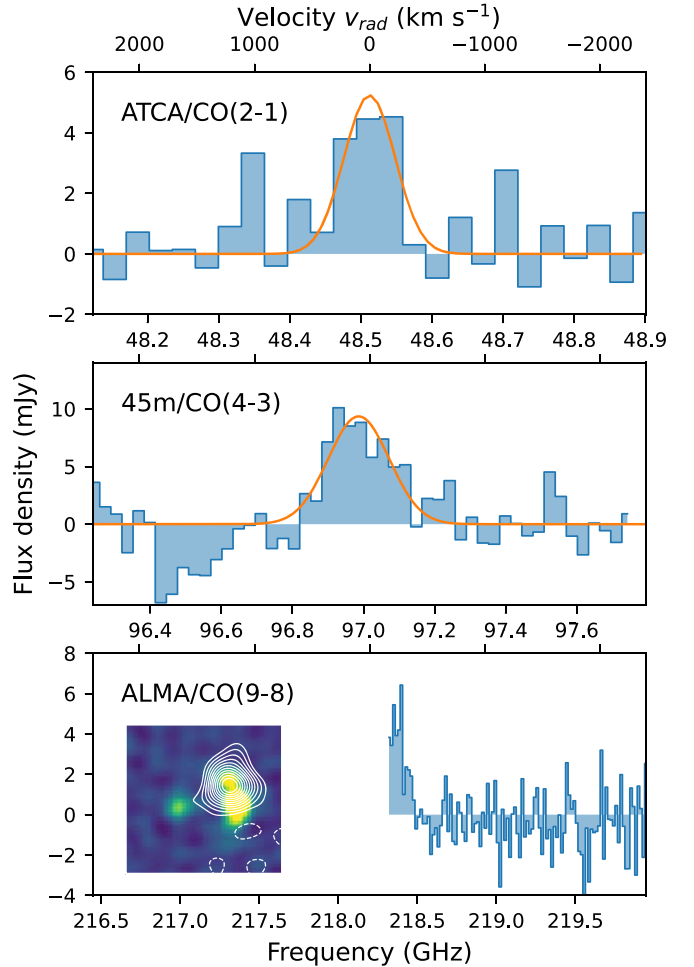 Velocity v_rad (km s⁻¹)
2000 1000 0 −1000 −2000
6
ATCA/CO(2-1)
4
2
0
−2
48.2 48.3 48.4 48.5 48.6 48.7 48.8 48.9
45m/CO(4-3)
10
5
0
−5
96.4 96.6 96.8 97.0 97.2 97.4 97.6
Flux density (mJy)
8
ALMA/CO(9-8)
6
4
2
0
−2
−4
216.5 217.0 217.5 218.0 218.5 219.0 219.5
Frequency (GHz)